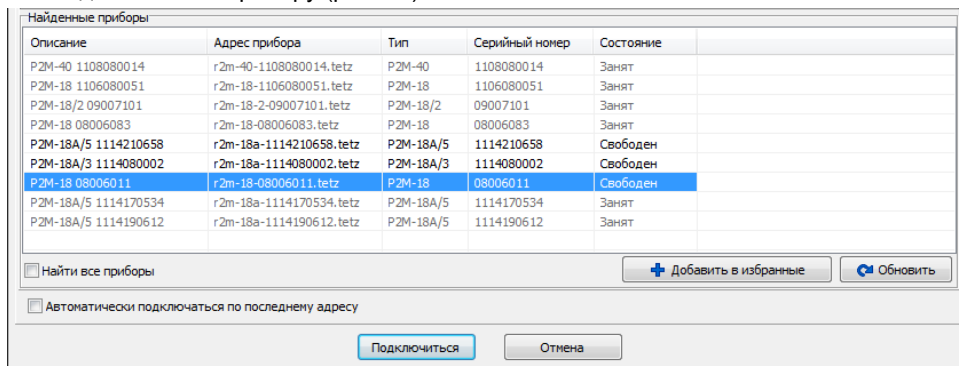 Найденные приборы
Описание Адрес прибора Тип Серийный номер Состояние
Р2М-40 1108080014 r2m-40-1108080014.tetz Р2М-40 1108080014 Занят
Р2М-18 1106080051 r2m-18-1106080051.tetz Р2М-18 1106080051 Занят
Р2М-18/2 09007101 r2m-18-2-09007101.tetz Р2М-18/2 09007101 Занят
Р2М-18 08006083 r2m-18-08006083.tetz Р2М-18 08006083 Занят
Р2М-18А/5 1114210658 r2m-18a-1114210658.tetz Р2М-18А/5 1114210658 Свободен
Р2М-18А/3 1114080002 r2m-18a-1114080002.tetz Р2М-18А/3 1114080002 Свободен
Р2М-18 08006011 r2m-18-08006011.tetz Р2М-18 08006011 Свободен
Р2М-18А/5 1114170534 r2m-18a-1114170534.tetz Р2М-18А/5 1114170534 Занят
Р2М-18А/5 1114190612 r2m-18a-1114190612.tetz Р2М-18А/5 1114190612 Занят
Найти все приборы Добавить в избранные Обновить
Автоматически подключаться по последнему адресу
Подключиться Отмена